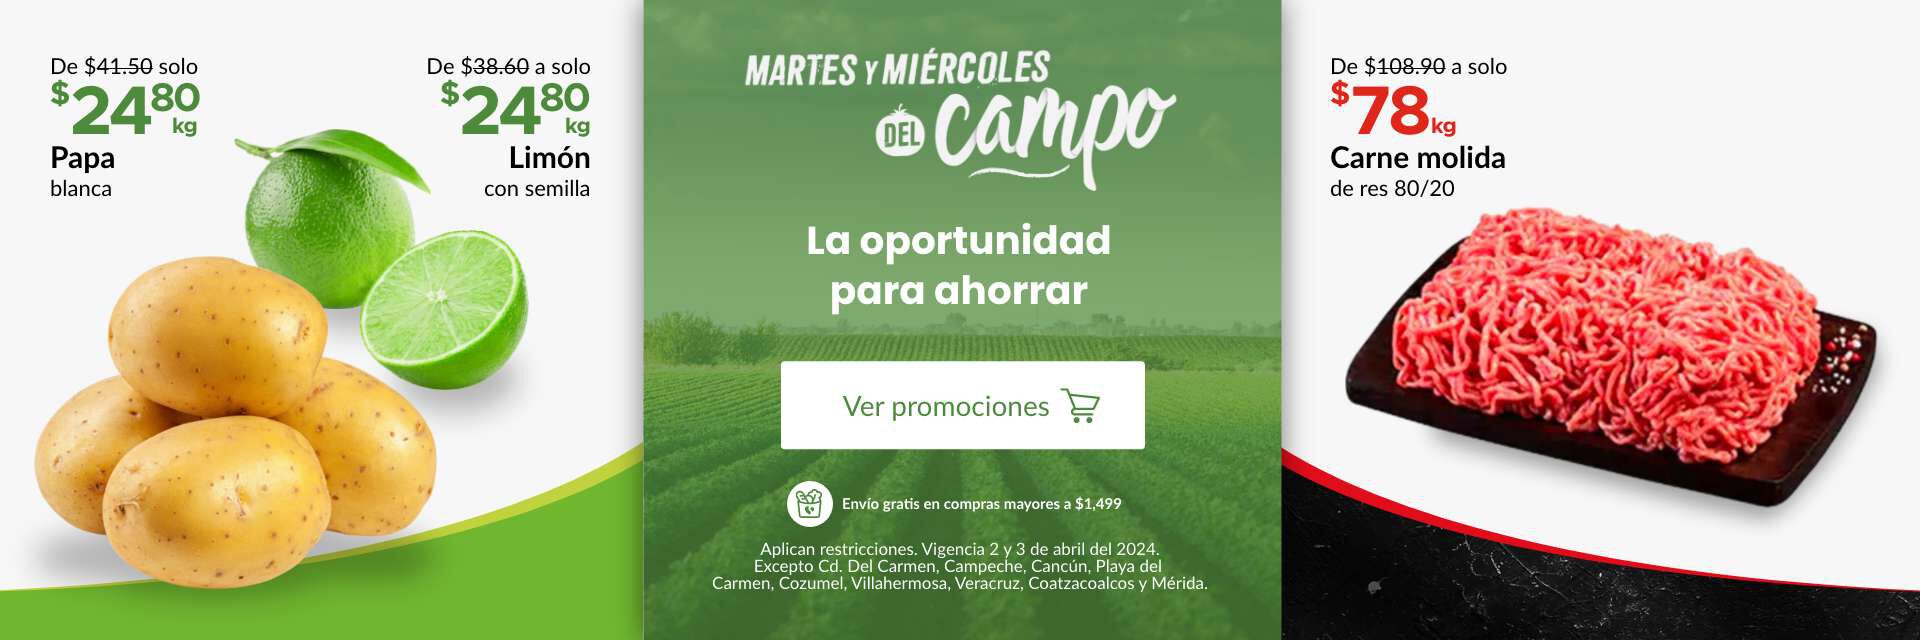 De $41.50 solo
$24.80 kg
Papa
blanca
De $38.60 a solo
$24.80 kg
Limón
con semilla
MARTES Y MIÉRCOLES
DEL campo
La oportunidad
para ahorrar
Ver promociones
Envío gratis en compras mayores a $1,499
Aplican restricciones. Vigencia 2 y 3 de abril del 2024.
Excepto Cd. Del Carmen, Campeche, Cancún, Playa del
Carmen, Cozumel, Villahermosa, Veracruz, Coatzacoalcos y Mérida.
De $108.90 a solo
$78 kg
Carne molida
de res 80/20